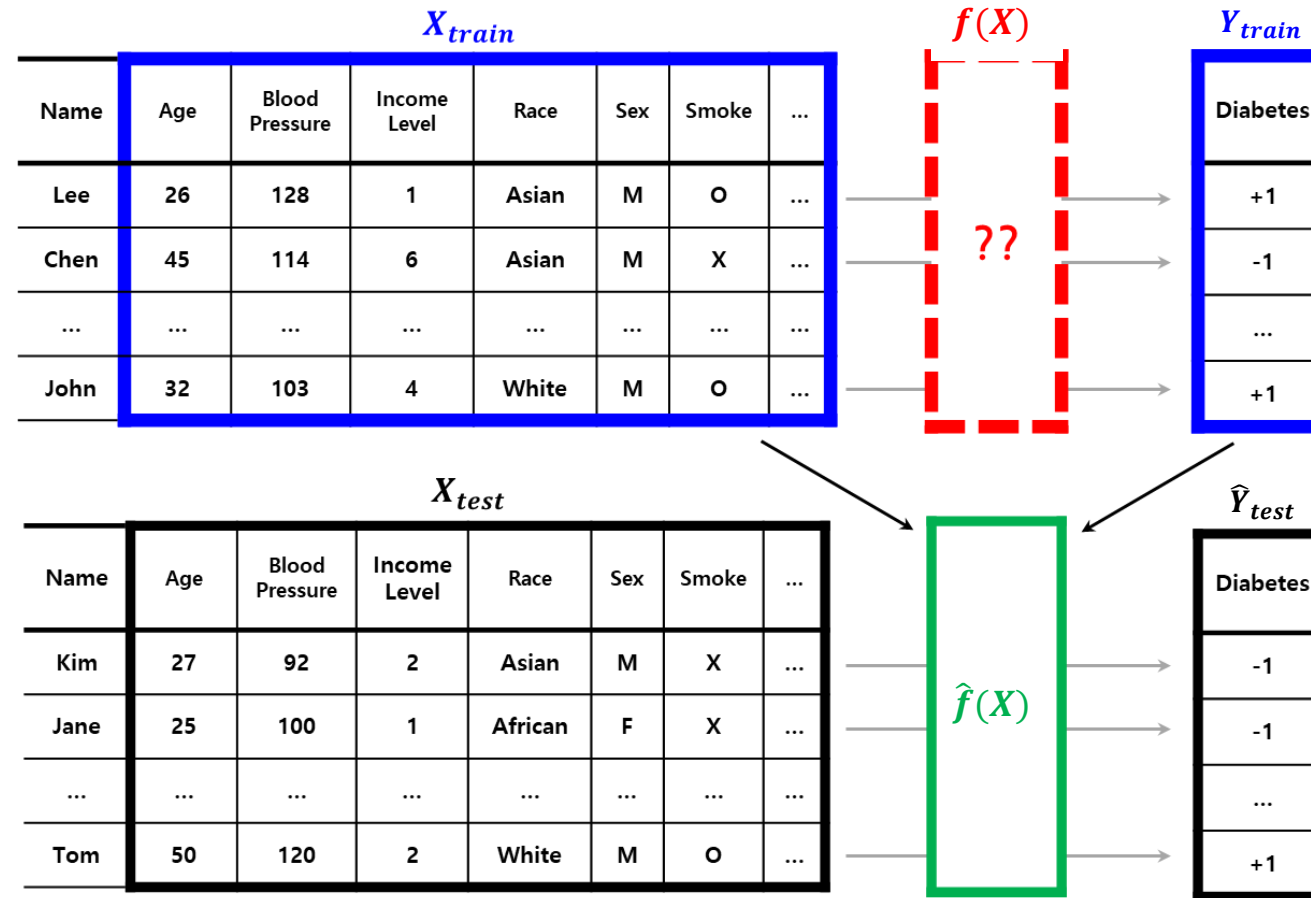 X_train f(X) Y_train
Name Age Blood Pressure Income Level Race Sex Smoke ... Diabetes
Lee 26 128 1 Asian M O ... +1
Chen 45 114 6 Asian M X ... -1
... ... ... ... ... ... ... ... ...
John 32 103 4 White M O ... +1
??
X_test Ŷ_test
Name Age Blood Pressure Income Level Race Sex Smoke ... Diabetes
Kim 27 92 2 Asian M X ... -1
Jane 25 100 1 African F X ... -1
... ... ... ... ... ... ... ... ...
Tom 50 120 2 White M O ... +1
f̂(X)